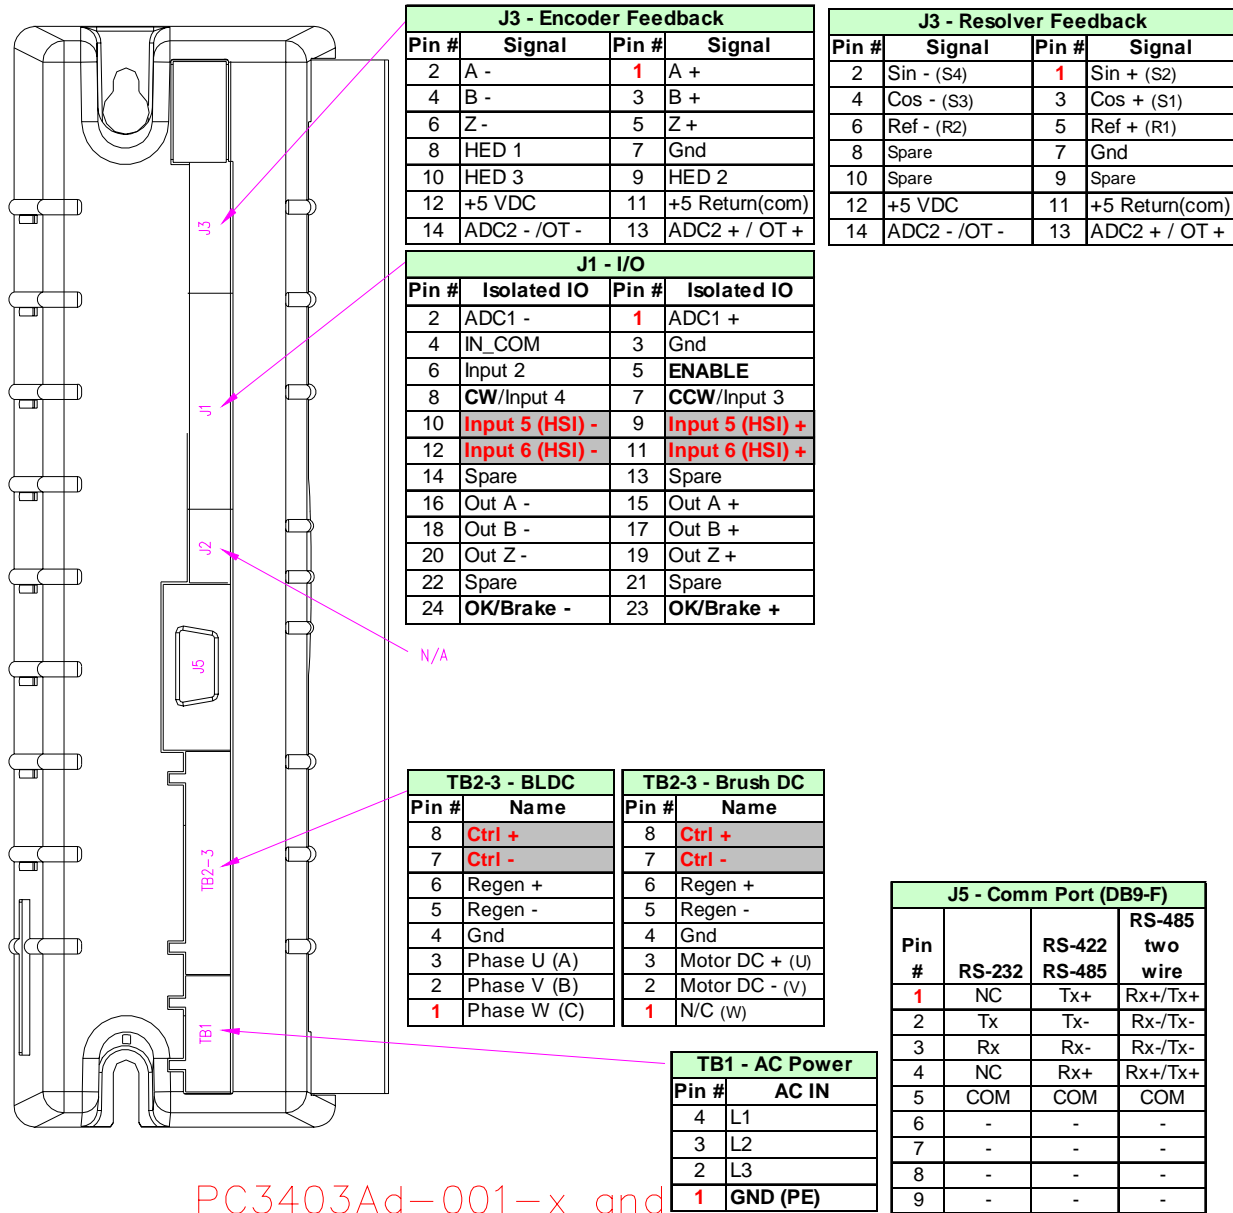 J3 - Encoder Feedback
Pin # Signal Pin # Signal
2 A - 1 A +
4 B - 3 B +
6 Z - 5 Z +
8 HED 1 7 Gnd
10 HED 3 9 HED 2
12 +5 VDC 11 +5 Return(com)
14 ADC2 - /OT - 13 ADC2 + / OT +
J3 - Resolver Feedback
Pin # Signal Pin # Signal
2 Sin - (S4) 1 Sin + (S2)
4 Cos - (S3) 3 Cos + (S1)
6 Ref - (R2) 5 Ref + (R1)
8 Spare 7 Gnd
10 Spare 9 Spare
12 +5 VDC 11 +5 Return(com)
14 ADC2 - /OT - 13 ADC2 + / OT +
J1 - I/O
Pin # Isolated IO Pin # Isolated IO
2 ADC1 - 1 ADC1 +
4 IN_COM 3 Gnd
6 Input 2 5 ENABLE
8 CW/Input 4 7 CCW/Input 3
10 Input 5 (HSI) - 9 Input 5 (HSI) +
12 Input 6 (HSI) - 11 Input 6 (HSI) +
14 Spare 13 Spare
16 Out A - 15 Out A +
18 Out B - 17 Out B +
20 Out Z - 19 Out Z +
22 Spare 21 Spare
24 OK/Brake - 23 OK/Brake +
J3
J1
J2
N/A
J5
TB2-3
TB1
TB2-3 - BLDC
Pin # Name
8 Ctrl +
7 Ctrl -
6 Regen +
5 Regen -
4 Gnd
3 Phase U (A)
2 Phase V (B)
1 Phase W (C)
TB2-3 - Brush DC
Pin # Name
8 Ctrl +
7 Ctrl -
6 Regen +
5 Regen -
4 Gnd
3 Motor DC + (U)
2 Motor DC - (V)
1 N/C (W)
J5 - Comm Port (DB9-F)
RS-485
Pin RS-422 two
# RS-232 RS-485 wire
1 NC Tx+ Rx+/Tx+
2 Tx Tx- Rx-/Tx-
3 Rx Rx- Rx-/Tx-
4 NC Rx+ Rx+/Tx+
5 COM COM COM
6 - - -
7 - - -
8 - - -
9 - - -
TB1 - AC Power
Pin # AC IN
4 L1
3 L2
2 L3
1 GND (PE)
PC3403Ad-001-x and